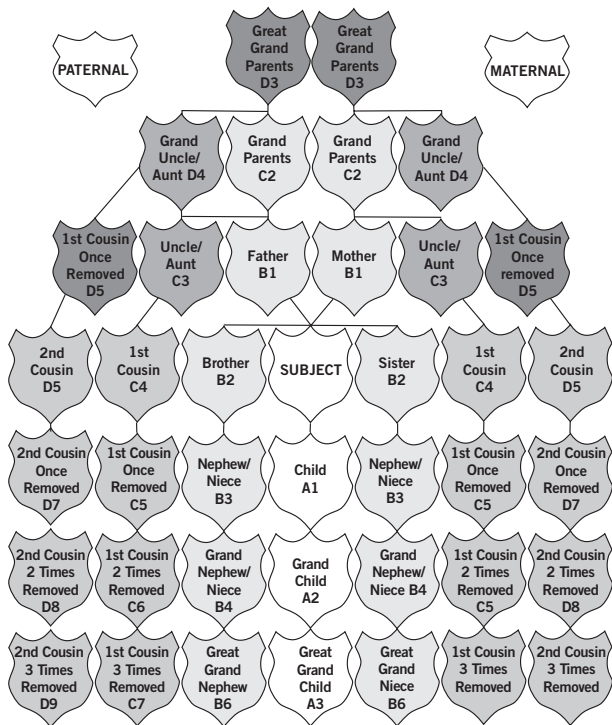 Great
Grand
Parents
D3
Great
Grand
Parents
D3
PATERNAL
MATERNAL
Grand
Uncle/
Aunt D4
Grand
Parents
C2
Grand
Parents
C2
Grand
Uncle/
Aunt D4
1st Cousin
Once
Removed
D5
Uncle/
Aunt
C3
Father
B1
Mother
B1
Uncle/
Aunt
C3
1st Cousin
Once
removed
D5
2nd
Cousin
D5
1st
Cousin
C4
Brother
B2
SUBJECT
Sister
B2
1st
Cousin
C4
2nd
Cousin
D5
2nd Cousin
Once
Removed
D7
1st Cousin
Once
Removed
C5
Nephew/
Niece
B3
Child
A1
Nephew/
Niece
B3
1st Cousin
Once
Removed
C5
2nd Cousin
Once
Removed
D7
2nd Cousin
2 Times
Removed
D8
1st Cousin
2 Times
Removed
C6
Grand
Nephew/
Niece
B4
Grand
Child
A2
Grand
Nephew/
Niece B4
1st Cousin
2 Times
Removed
C5
2nd Cousin
2 Times
Removed
D8
2nd Cousin
3 Times
Removed
D9
1st Cousin
3 Times
Removed
C7
Great
Grand
Nephew
B6
Great
Grand
Child
A3
Great
Grand
Niece
B6
1st Cousin
3 Times
Removed
2nd Cousin
3 Times
Removed